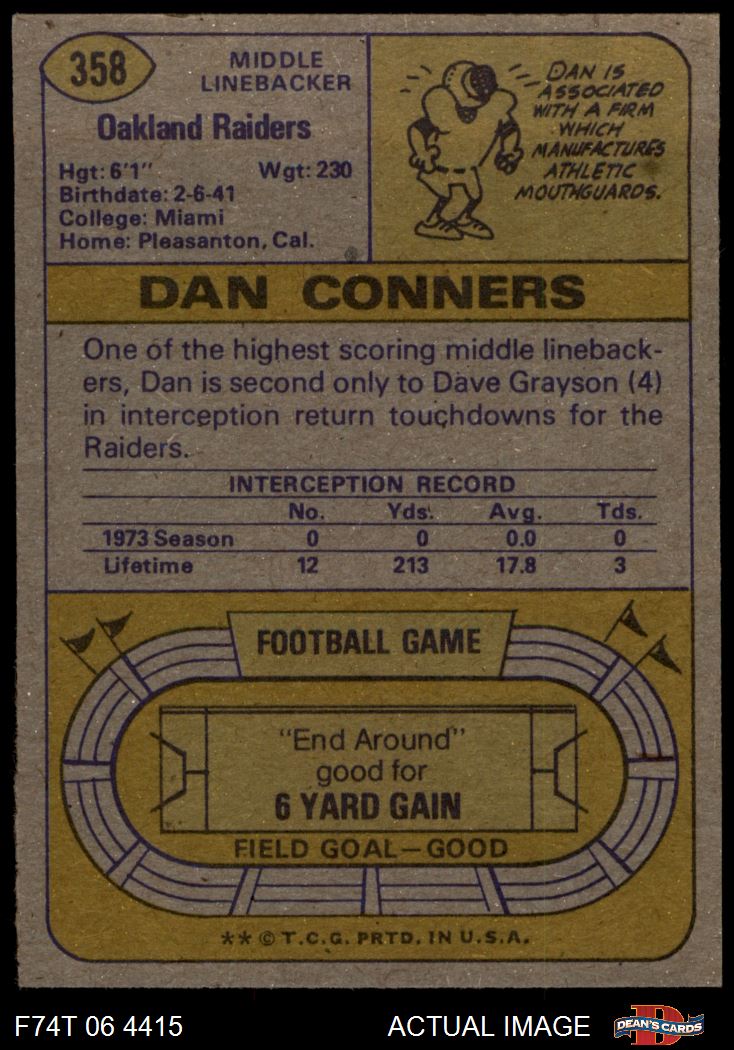 358
MIDDLE
LINEBACKER
Oakland Raiders
Hgt: 6'1" Wgt: 230
Birthdate: 2-6-41
College: Miami
Home: Pleasanton, Cal.
DAN IS
ASSOCIATED
WITH A FIRM
WHICH
MANUFACTURES
ATHLETIC
MOUTHGUARDS.
DAN CONNERS
One of the highest scoring middle lineback-
ers, Dan is second only to Dave Grayson (4)
in interception return touchdowns for the
Raiders.
INTERCEPTION RECORD
No. Yds. Avg. Tds.
1973 Season 0 0 0.0 0
Lifetime 12 213 17.8 3
FOOTBALL GAME
"End Around"
good for
6 YARD GAIN
FIELD GOAL—GOOD
** © T.C.G. PRTD. IN U.S.A.
F74T 06 4415 ACTUAL IMAGE
D
DEAN'S CARDS